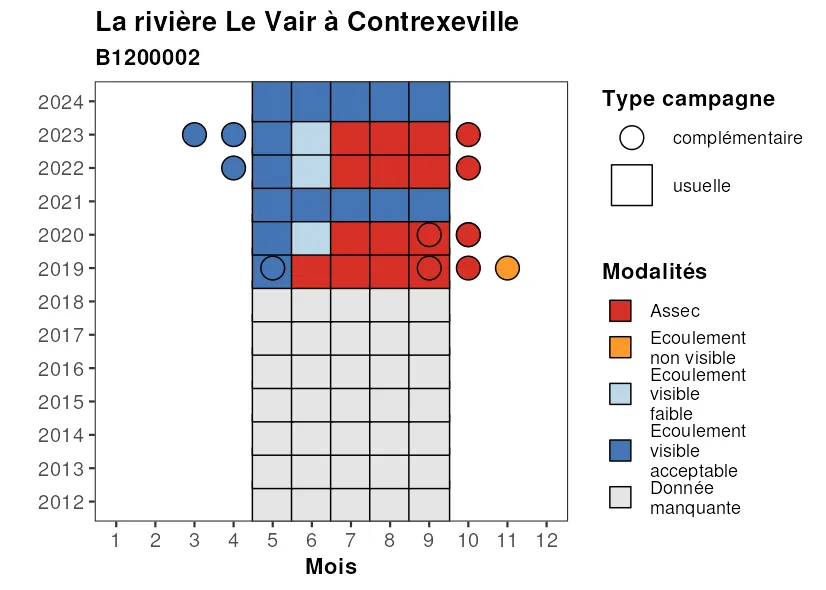 La rivière Le Vair à Contrexeville
B1200002
2024
2023
2022
2021
2020
2019
2018
2017
2016
2015
2014
2013
2012
1 2 3 4 5 6 7 8 9 10 11 12
Mois
Type campagne
complémentaire
usuelle
Modalités
Assec
Ecoulement
non visible
Ecoulement
visible
faible
Ecoulement
visible
acceptable
Donnée
manquante